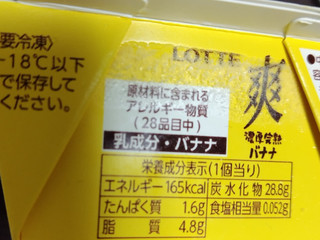 要冷凍〉
-18℃以下
で保存して
ください。
LOTTE
爽
濃厚完熟
バナナ
原材料に含まれる
アレルギー物質
(28品目中)
乳成分・バナナ
栄養成分表示(1個当り)
エネルギー 165kcal 炭水化物 28.8g
たんぱく質 1.6g 食塩相当量 0.052g
脂質 4.8g